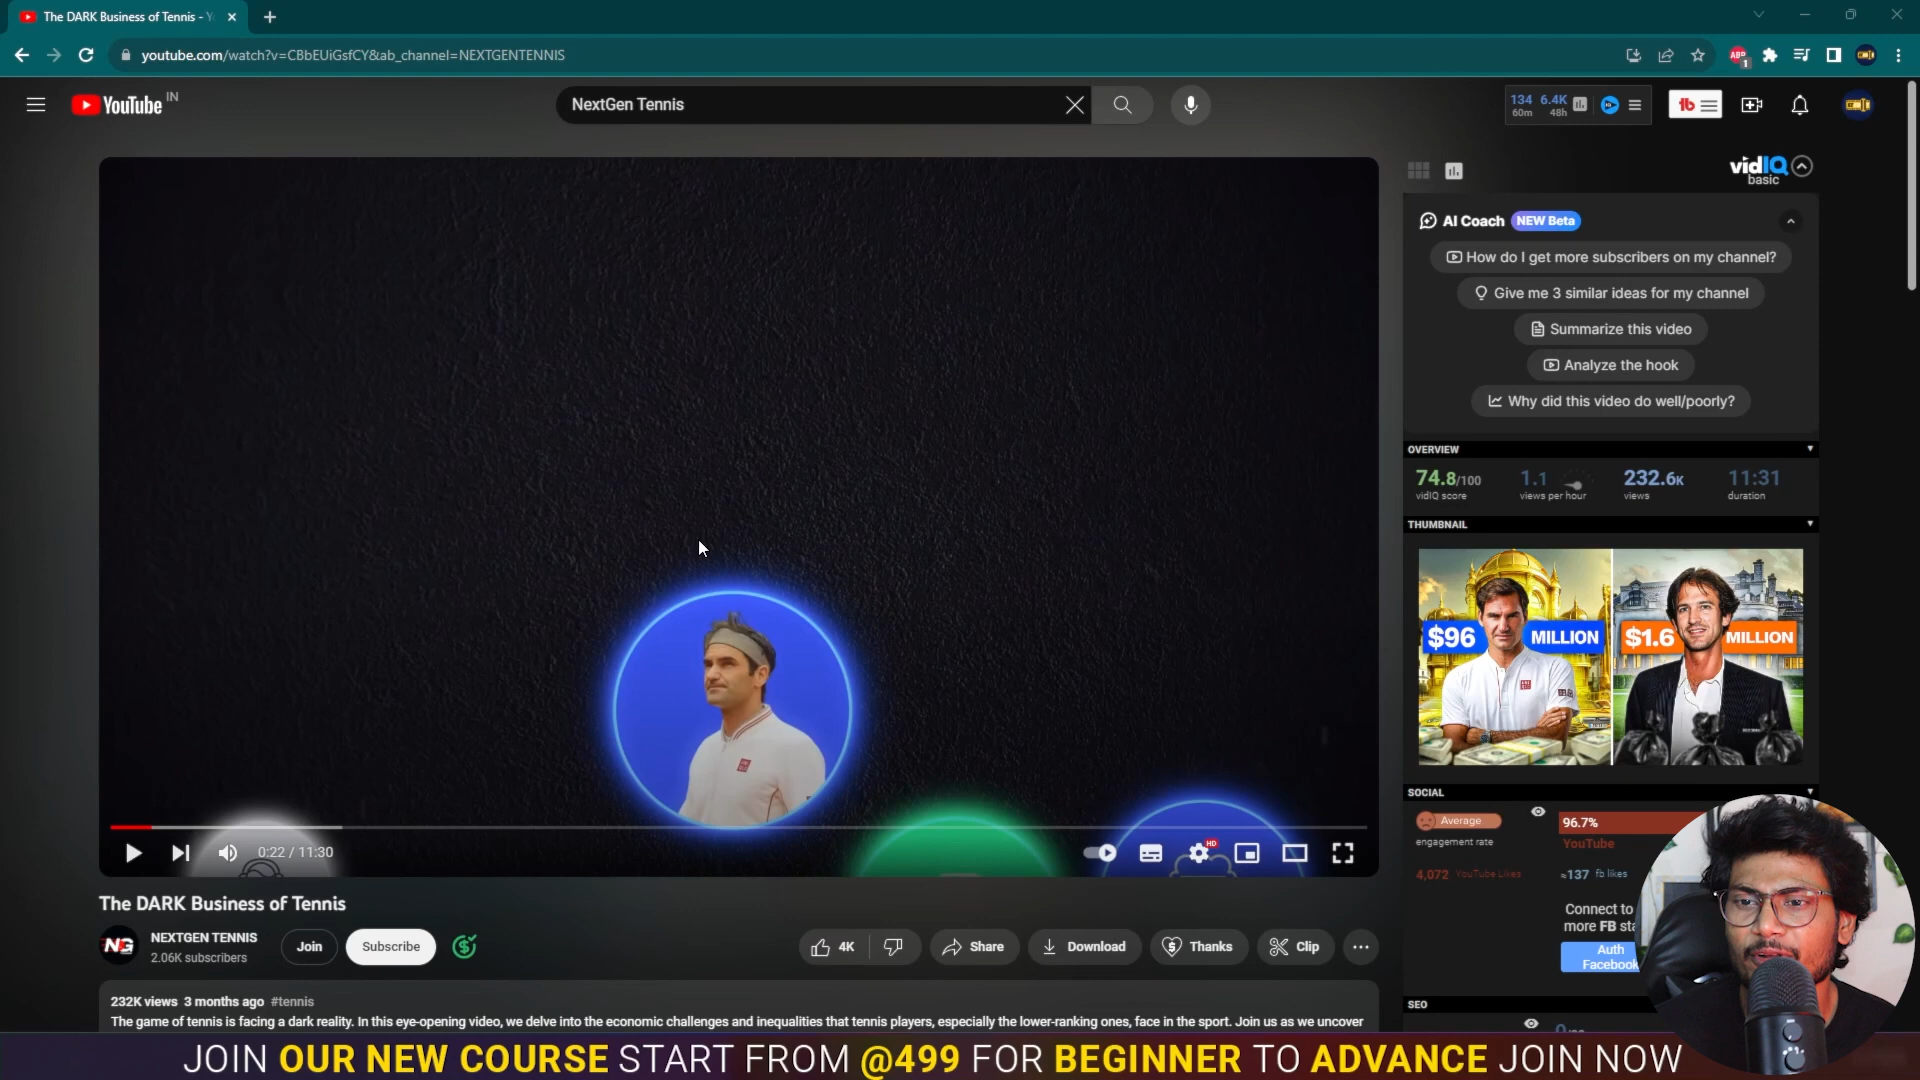 The DARK Business of Tennis - Y
youtube.com/watch?v=CBbEUiGsfCY&ab_channel=NEXTGENTENNIS
ABP
1
YouTube IN
NextGen Tennis
134 6.4K
60m 48h
tb
vidIQ
basic
AI Coach NEW Beta
How do I get more subscribers on my channel?
Give me 3 similar ideas for my channel
Summarize this video
Analyze the hook
Why did this video do well/poorly?
OVERVIEW
74.8/100 1.1 232.6K 11:31
vidIQ score views per hour views duration
THUMBNAIL
$96 MILLION $1.6 MILLION
SOCIAL
Average 96.7%
engagement rate YouTube
4,072 YouTube Likes ≈137 fb likes
Connect to
more FB sta
Auth
Facebook
SEO
0:22 / 11:30
HD
The DARK Business of Tennis
NG
NEXTGEN TENNIS
2.06K subscribers
Join
Subscribe
4K
Share
Download
Thanks
Clip
232K views 3 months ago #tennis
The game of tennis is facing a dark reality. In this eye-opening video, we delve into the economic challenges and inequalities that tennis players, especially the lower-ranking ones, face in the sport. Join us as we uncover
JOIN OUR NEW COURSE START FROM @499 FOR BEGINNER TO ADVANCE JOIN NOW